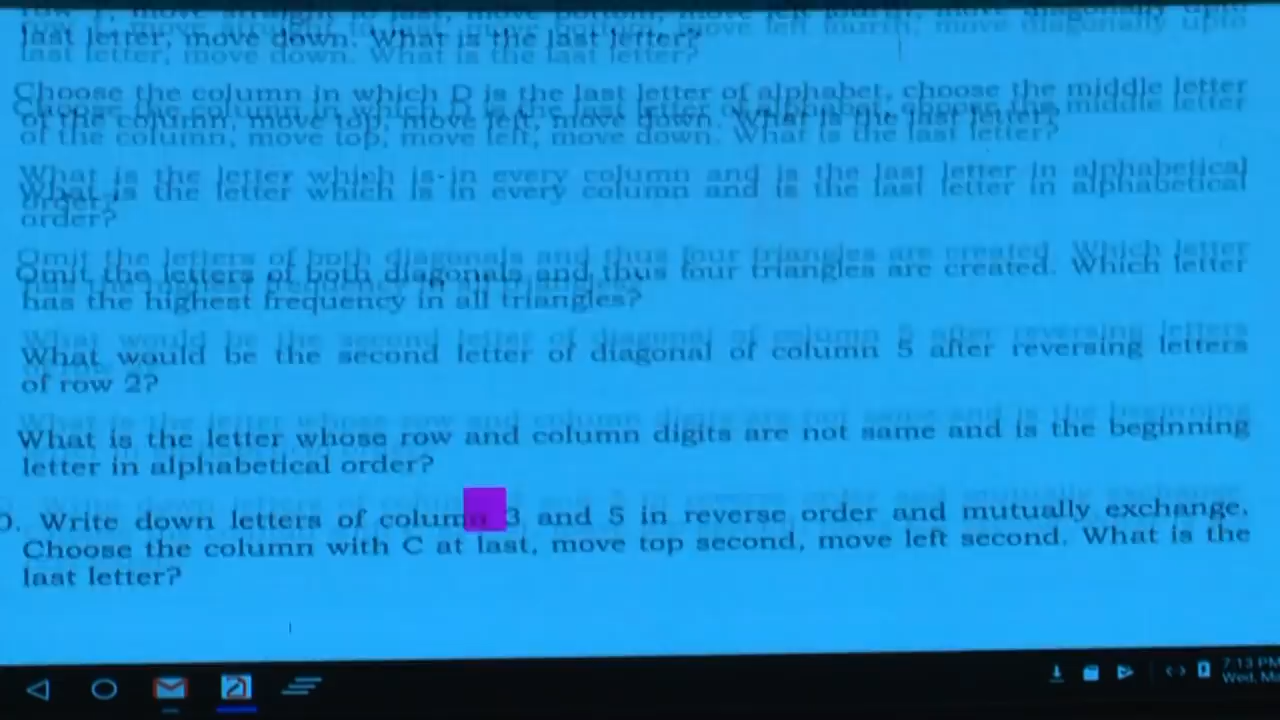 last letter, move down. What is the last letter?
Choose the column in which D is the last letter of alphabet, choose the middle letter
of the column, move top, move left, move down. What is the last letter?
What is the letter which is in every column and is the last letter in alphabetical
order?
Omit the letters of both diagonals and thus four triangles are created. Which letter
has the highest frequency in all triangles?
What would be the second letter of diagonal of column 5 after reversing letters
of row 2?
What is the letter whose row and column digits are not same and is the beginning
letter in alphabetical order?
. Write down letters of column 3 and 5 in reverse order and mutually exchange.
Choose the column with C at last, move top second, move left second. What is the
last letter?
7:13 PM
Wed,